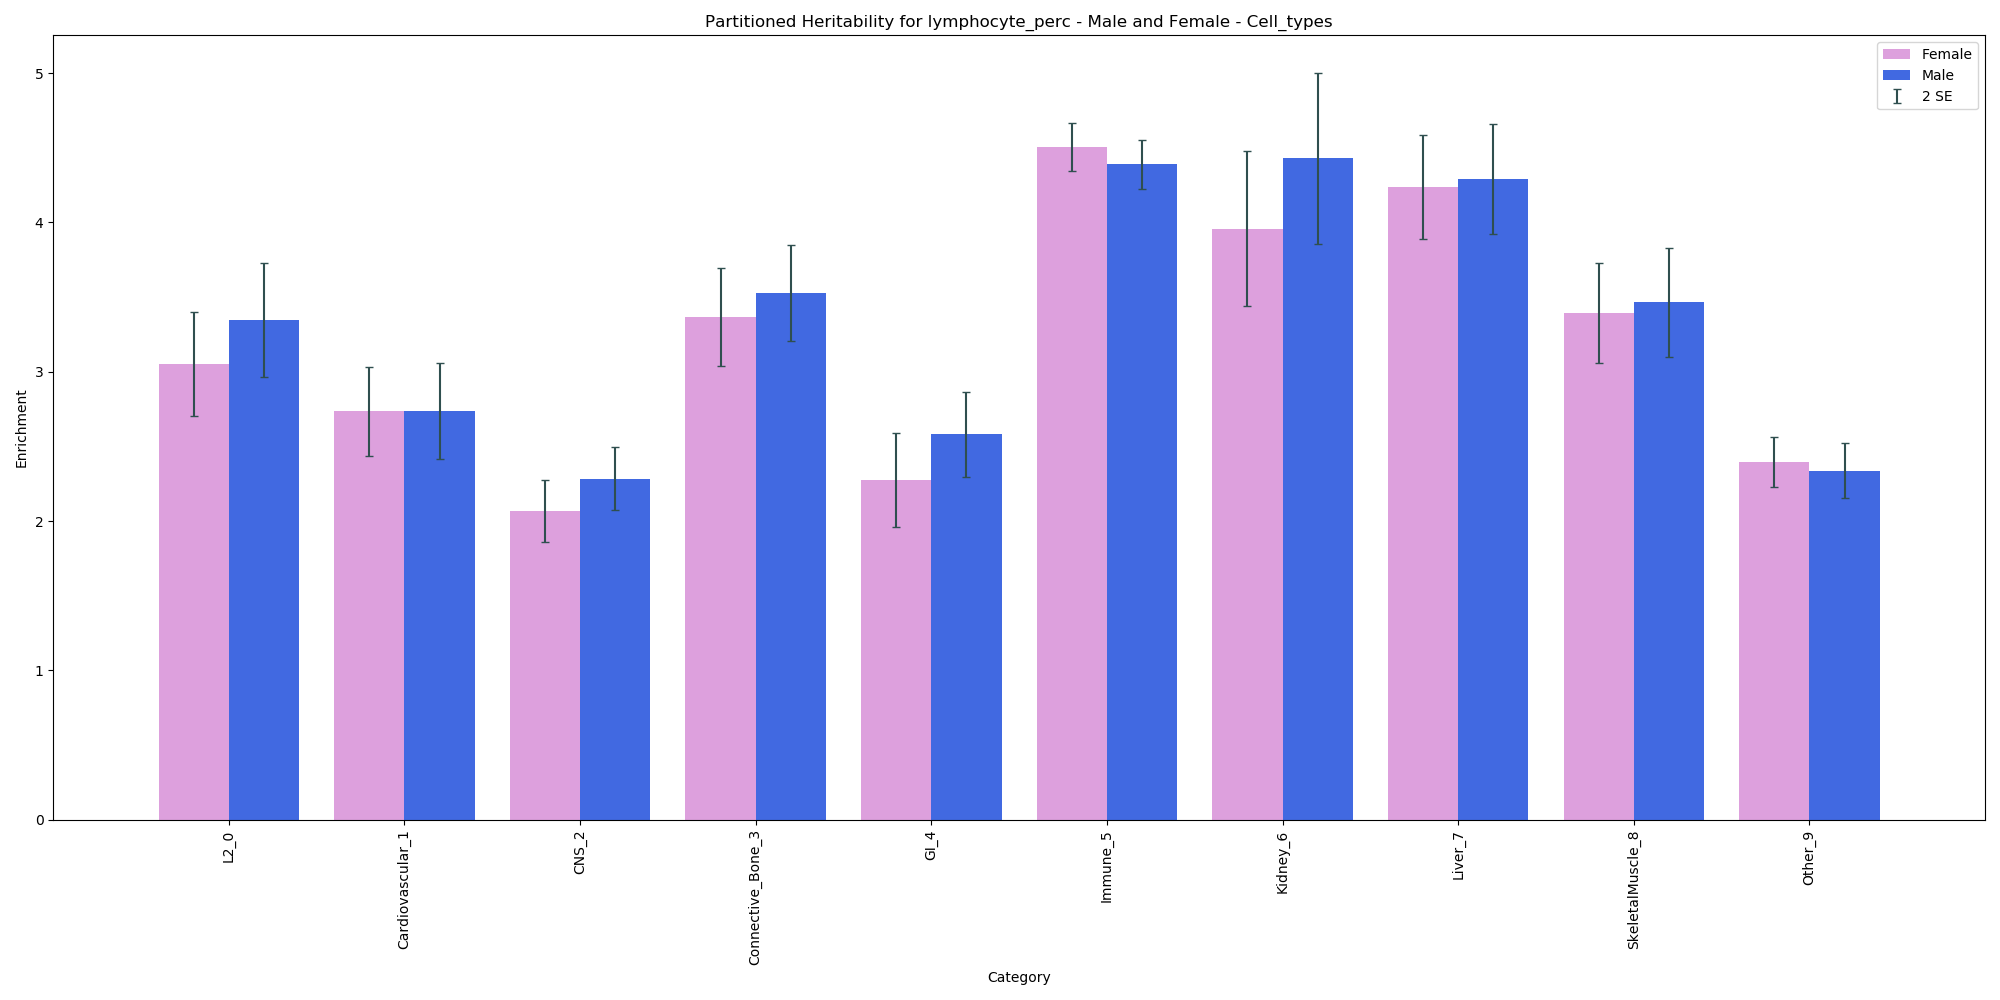 Partitioned Heritability for lymphocyte_perc - Male and Female - Cell_types
Female
Male
2 SE
5
4
3
2
1
0
Enrichment
L2_0
Cardiovascular_1
CNS_2
Connective_Bone_3
GI_4
Immune_5
Kidney_6
Liver_7
SkeletalMuscle_8
Other_9
Category